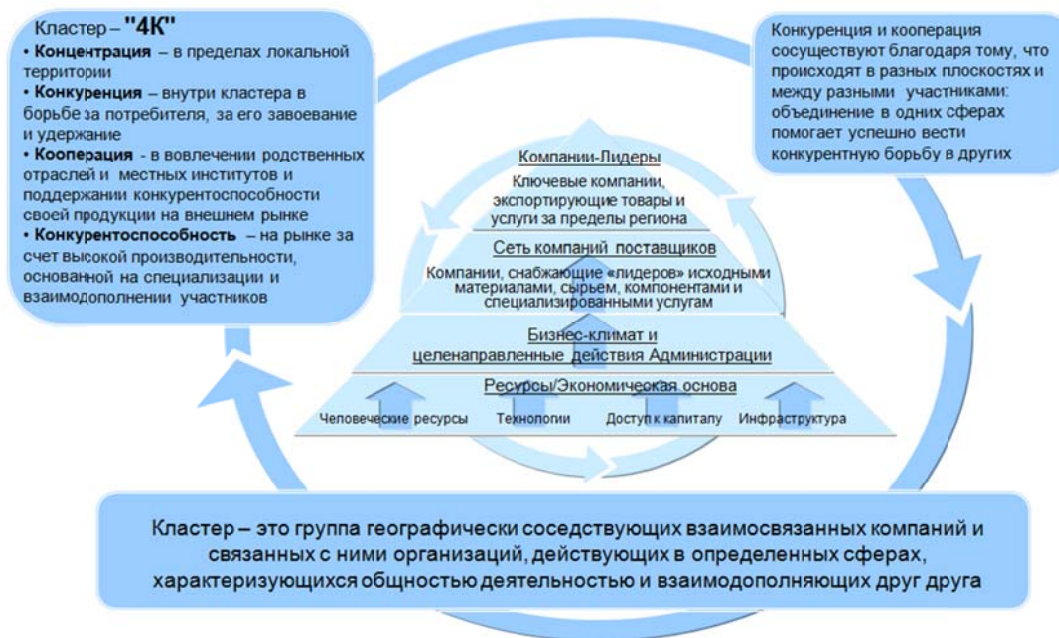 Кластер – "4К"
• Концентрация – в пределах локальной
территории
• Конкуренция – внутри кластера в
борьбе за потребителя, за его завоевание
и удержание
• Кооперация - в вовлечении родственных
отраслей и местных институтов и
поддержании конкурентоспособности
своей продукции на внешнем рынке
• Конкурентоспособность – на рынке за
счет высокой производительности,
основанной на специализации и
взаимодополнении участников
Конкуренция и кооперация
сосуществуют благодаря тому, что
происходят в разных плоскостях и
между разными участниками:
объединение в одних сферах
помогает успешно вести
конкурентную борьбу в других
Компании-Лидеры
Ключевые компании,
экспортирующие товары и
услуги за пределы региона
Сеть компаний поставщиков
Компании, снабжающие «лидеров» исходными
материалами, сырьем, компонентами и
специализированными услугам
Бизнес-климат и
целенаправленные действия Администрации
Ресурсы/Экономическая основа
Человеческие ресурсы Технологии Доступ к капиталу Инфраструктура
Кластер – это группа географически соседствующих взаимосвязанных компаний и
связанных с ними организаций, действующих в определенных сферах,
характеризующихся общностью деятельностью и взаимодополняющих друг друга